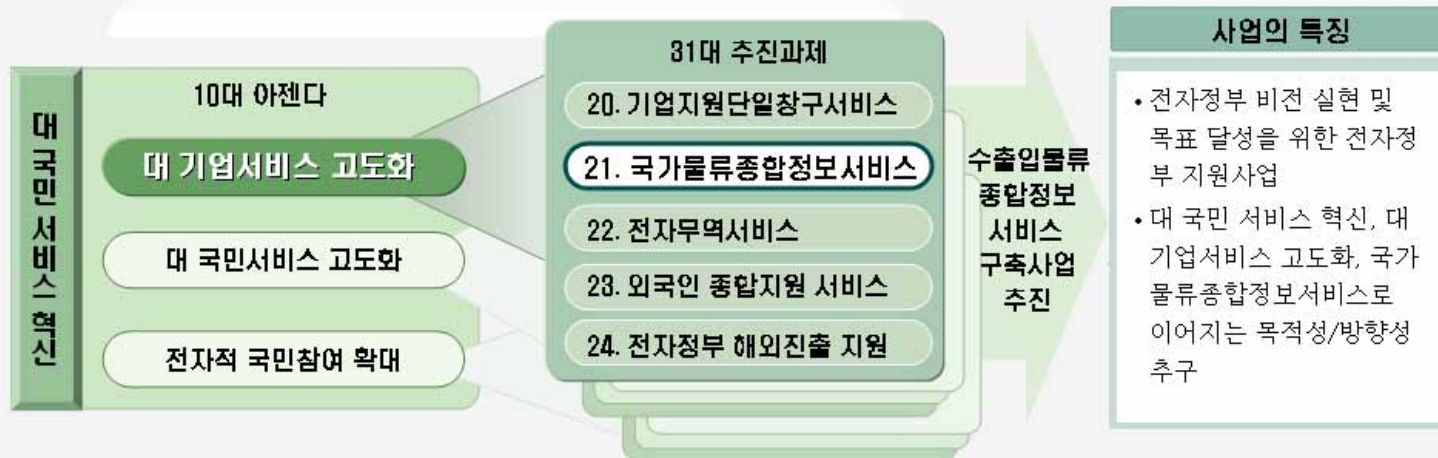 대 국민 서비스 혁신
10대 아젠다
대 기업서비스 고도화
대 국민서비스 고도화
전자적 국민참여 확대
31대 추진과제
20. 기업지원단일창구서비스
21. 국가물류종합정보서비스
22. 전자무역서비스
23. 외국인 종합지원 서비스
24. 전자정부 해외진출 지원
수출입물류
종합정보
서비스
구축사업
추진
사업의 특징
• 전자정부 비전 실현 및
목표 달성을 위한 전자정
부 지원사업
• 대 국민 서비스 혁신, 대
기업서비스 고도화, 국가
물류종합정보서비스로
이어지는 목적성/방향성
추구